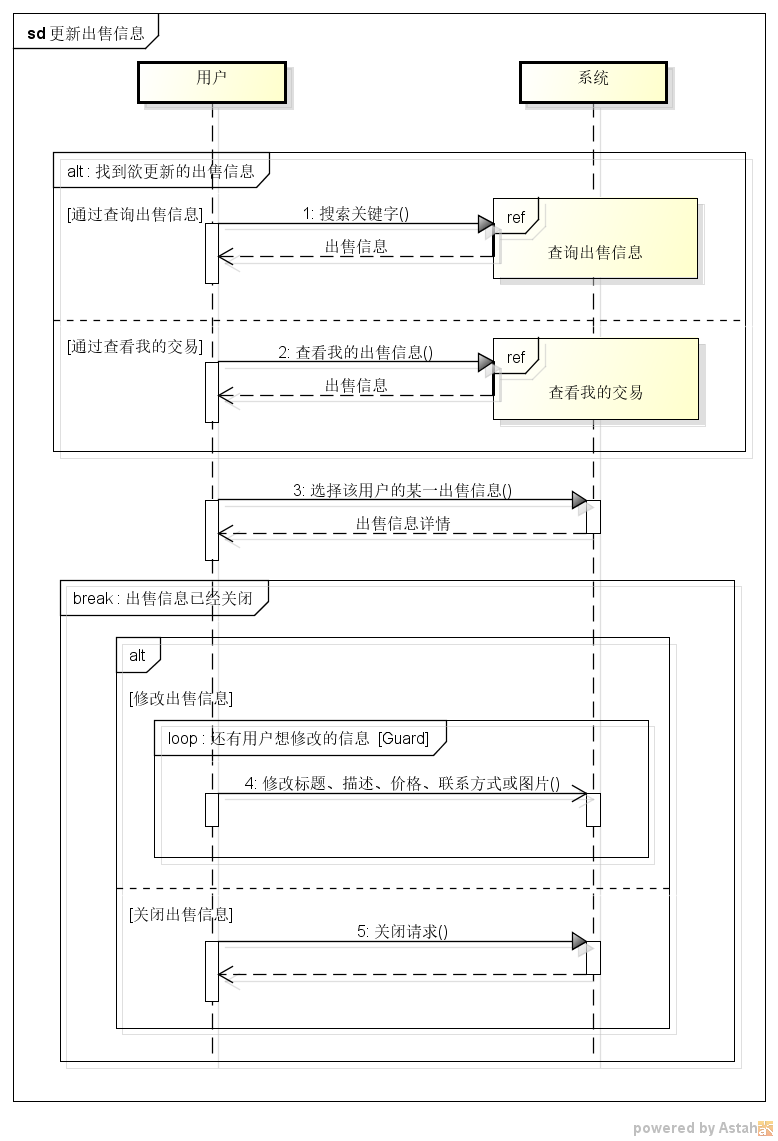 sd 更新出售信息
用户
系统
alt : 找到欲更新的出售信息
[通过查询出售信息]
1: 搜索关键字()
ref
出售信息
查询出售信息
[通过查看我的交易]
2: 查看我的出售信息()
ref
出售信息
查看我的交易
3: 选择该用户的某一出售信息()
出售信息详情
break : 出售信息已经关闭
alt
[修改出售信息]
loop : 还有用户想修改的信息 [Guard]
4: 修改标题、描述、价格、联系方式或图片()
[关闭出售信息]
5: 关闭请求()
powered by Astah